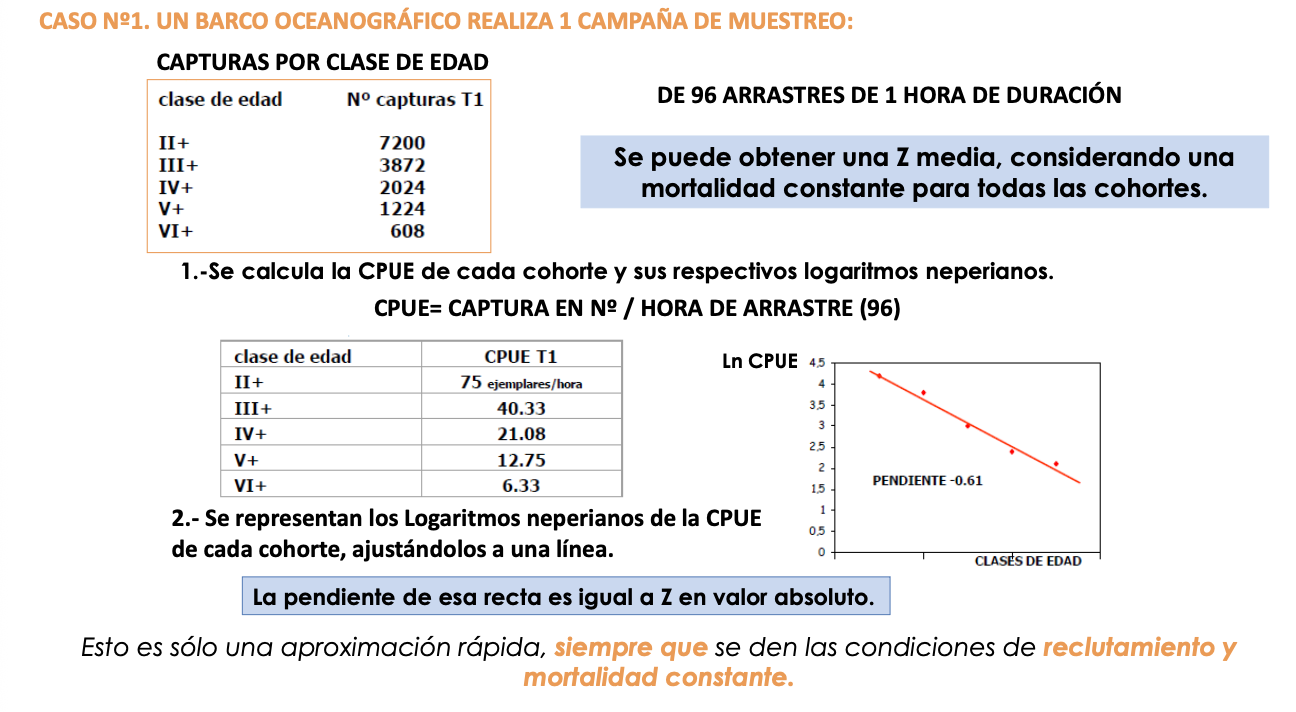 CASO Nº1. UN BARCO OCEANOGRÁFICO REALIZA 1 CAMPAÑA DE MUESTREO:
CAPTURAS POR CLASE DE EDAD
clase de edad Nº capturas T1
II+ 7200
III+ 3872
IV+ 2024
V+ 1224
VI+ 608
DE 96 ARRASTRES DE 1 HORA DE DURACIÓN
Se puede obtener una Z media, considerando una
mortalidad constante para todas las cohortes.
1.-Se calcula la CPUE de cada cohorte y sus respectivos logaritmos neperianos.
CPUE= CAPTURA EN Nº / HORA DE ARRASTRE (96)
clase de edad CPUE T1
II+ 75 ejemplares/hora
III+ 40.33
IV+ 21.08
V+ 12.75
VI+ 6.33
Ln CPUE
4,5
4
3,5
3
2,5
2
1,5
1
0,5
0
PENDIENTE -0.61
CLASES DE EDAD
2.- Se representan los Logaritmos neperianos de la CPUE
de cada cohorte, ajustándolos a una línea.
La pendiente de esa recta es igual a Z en valor absoluto.
Esto es sólo una aproximación rápida, siempre que se den las condiciones de reclutamiento y
mortalidad constante.